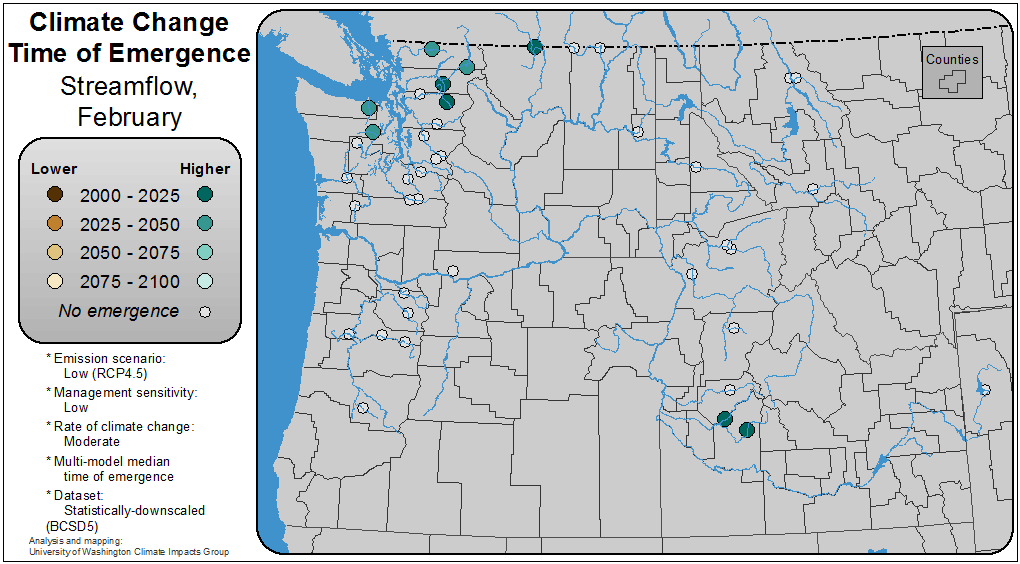 Climate Change
Time of Emergence
Streamflow,
February
Lower Higher
2000 - 2025
2025 - 2050
2050 - 2075
2075 - 2100
No emergence
* Emission scenario:
Low (RCP4.5)
* Management sensitivity:
Low
* Rate of climate change:
Moderate
* Multi-model median
time of emergence
* Dataset:
Statistically-downscaled
(BCSD5)
Analysis and mapping:
University of Washington Climate Impacts Group
Counties